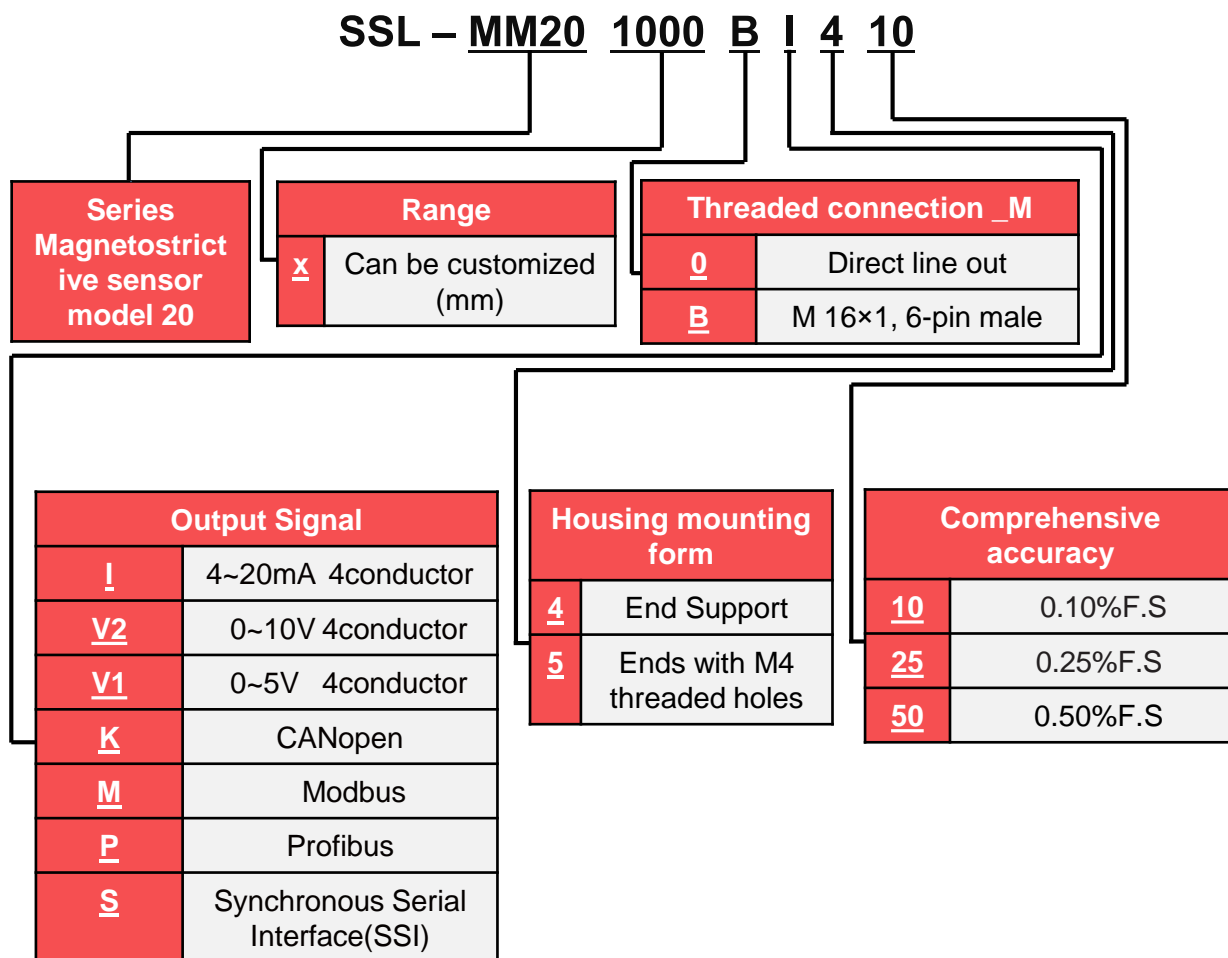 SSL – MM20 1000 B I 4 10
Series
Magnetostrict
ive sensor
model 20
Range
x Can be customized
(mm)
Threaded connection _M
0 Direct line out
B M 16×1, 6-pin male
Output Signal
I 4~20mA 4conductor
V2 0~10V 4conductor
V1 0~5V 4conductor
K CANopen
M Modbus
P Profibus
S Synchronous Serial
Interface(SSI)
Housing mounting
form
4 End Support
5 Ends with M4
threaded holes
Comprehensive
accuracy
10 0.10%F.S
25 0.25%F.S
50 0.50%F.S